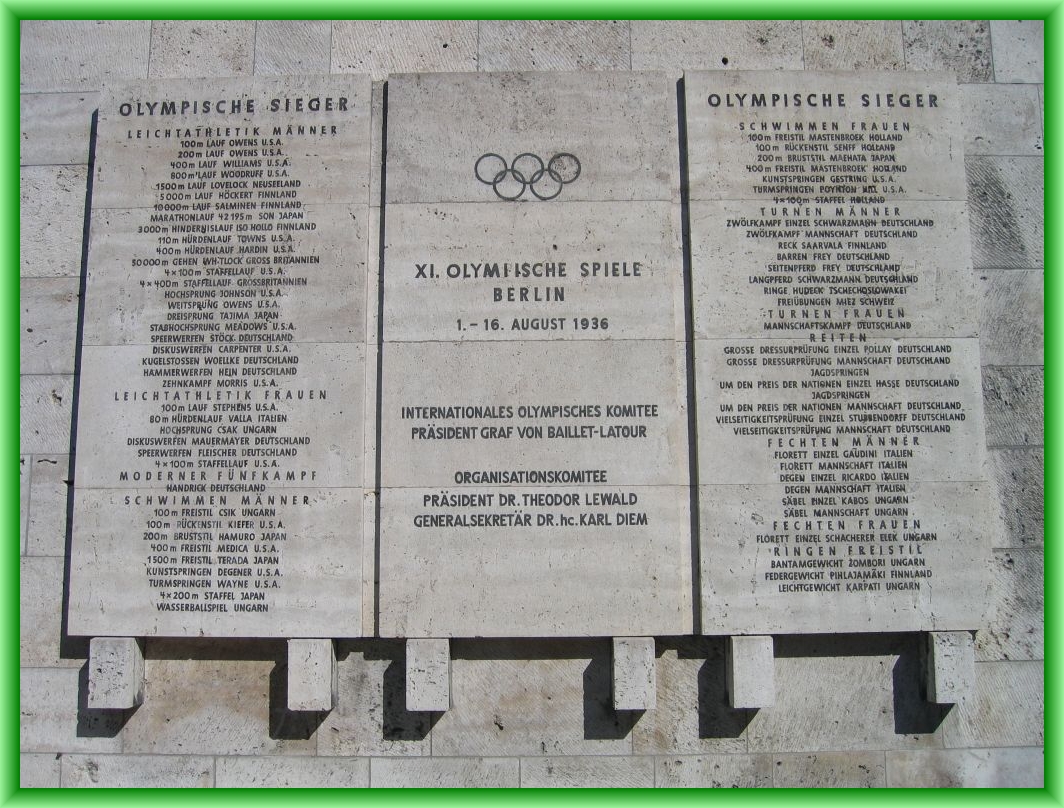 OLYMPISCHE SIEGER
LEICHTATHLETIK MÄNNER
100m LAUF OWENS U.S.A.
200m LAUF OWENS U.S.A.
400m LAUF WILLIAMS U.S.A.
800m LAUF WOODRUFF U.S.A.
1500m LAUF LOVELOCK NEUSEELAND
5000m LAUF HÖCKERT FINNLAND
10000m LAUF SALMINEN FINNLAND
MARATHONLAUF 42195m SON JAPAN
3000m HINDERNISLAUF ISO HOLLO FINNLAND
110m HÜRDENLAUF TOWNS U.S.A.
400m HÜRDENLAUF HARDIN U.S.A.
50000m GEHEN WHITLOCK GROSS BRITANNIEN
4×100m STAFFELLAUF U.S.A.
4×400m STAFFELLAUF GROSSBRITANNIEN
HOCHSPRUNG JOHNSON U.S.A.
WEITSPRUNG OWENS U.S.A.
DREISPRUNG TAJIMA JAPAN
STABHOCHSPRUNG MEADOWS U.S.A.
SPEERWERFEN STÖCK DEUTSCHLAND
DISKUSWERFEN CARPENTER U.S.A.
KUGELSTOSSEN WOELLKE DEUTSCHLAND
HAMMERWERFEN HEIN DEUTSCHLAND
ZEHNKAMPF MORRIS U.S.A.
LEICHTATHLETIK FRAUEN
100m LAUF STEPHENS U.S.A.
80m HÜRDENLAUF VALLA ITALIEN
HOCHSPRUNG CSAK UNGARN
DISKUSWERFEN MAUERMAYER DEUTSCHLAND
SPEERWERFEN FLEISCHER DEUTSCHLAND
4×100m STAFFELLAUF U.S.A.
MODERNER FÜNFKAMPF
HANDRICK DEUTSCHLAND
SCHWIMMEN MÄNNER
100m FREISTIL CSIK UNGARN
100m RÜCKENSTIL KIEFER U.S.A.
200m BRUSTSTIL HAMURO JAPAN
400m FREISTIL MEDICA U.S.A.
1500m FREISTIL TERADA JAPAN
KUNSTSPRINGEN DEGENER U.S.A.
TURMSPRINGEN WAYNE U.S.A.
4×200m STAFFEL JAPAN
WASSERBALLSPIEL UNGARN
XI. OLYMPISCHE SPIELE
BERLIN
1.–16. AUGUST 1936
INTERNATIONALES OLYMPISCHES KOMITEE
PRÄSIDENT GRAF VON BAILLET-LATOUR
ORGANISATIONSKOMITEE
PRÄSIDENT DR. THEODOR LEWALD
GENERALSEKRETÄR DR.hc. KARL DIEM
OLYMPISCHE SIEGER
SCHWIMMEN FRAUEN
100m FREISTIL MASTENBROEK HOLLAND
100m RÜCKENSTIL SENFF HOLLAND
200m BRUSTSTIL MAEHATA JAPAN
400m FREISTIL MASTENBROEK HOLLAND
KUNSTSPRINGEN GESTRING U.S.A.
TURMSPRINGEN POYNTON HILL U.S.A.
4×100m STAFFEL HOLLAND
TURNEN MÄNNER
ZWÖLFKAMPF EINZEL SCHWARZMANN DEUTSCHLAND
ZWÖLFKAMPF MANNSCHAFT DEUTSCHLAND
RECK SAARVALA FINNLAND
BARREN FREY DEUTSCHLAND
SEITENPFERD FREY DEUTSCHLAND
LANGPFERD SCHWARZMANN DEUTSCHLAND
RINGE HUDECK TSCHECHOSLOWAKEI
FREIÜBUNGEN MIEZ SCHWEIZ
TURNEN FRAUEN
MANNSCHAFTSKAMPF DEUTSCHLAND
REITEN
GROSSE DRESSURPRÜFUNG EINZEL POLLAY DEUTSCHLAND
GROSSE DRESSURPRÜFUNG MANNSCHAFT DEUTSCHLAND
JAGDSPRINGEN
UM DEN PREIS DER NATIONEN EINZEL HASSE DEUTSCHLAND
JAGDSPRINGEN
UM DEN PREIS DER NATIONEN MANNSCHAFT DEUTSCHLAND
VIELSEITIGKEITSPRÜFUNG EINZEL STUBBENDORFF DEUTSCHLAND
VIELSEITIGKEITSPRÜFUNG MANNSCHAFT DEUTSCHLAND
FECHTEN MÄNNER
FLORETT EINZEL GAUDINI ITALIEN
FLORETT MANNSCHAFT ITALIEN
DEGEN EINZEL RICARDO ITALIEN
DEGEN MANNSCHAFT ITALIEN
SÄBEL EINZEL KABOS UNGARN
SÄBEL MANNSCHAFT UNGARN
FECHTEN FRAUEN
FLORETT EINZEL SCHACHERER ELEK UNGARN
RINGEN FREISTIL
BANTAMGEWICHT ZOMBORI UNGARN
FEDERGEWICHT PIHLAJAMÄKI FINNLAND
LEICHTGEWICHT KARPATI UNGARN